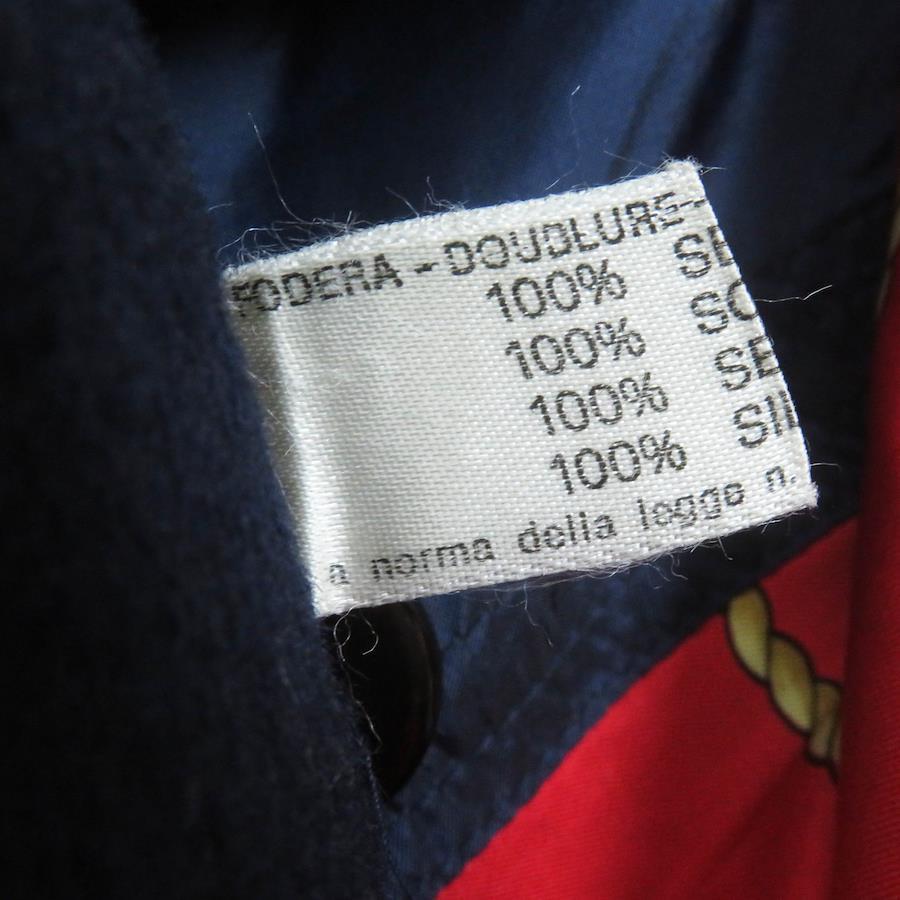 FODERA - DOUBLURE-
100% SE
100% SO
100% SE
100% SI
a norma della legge n.